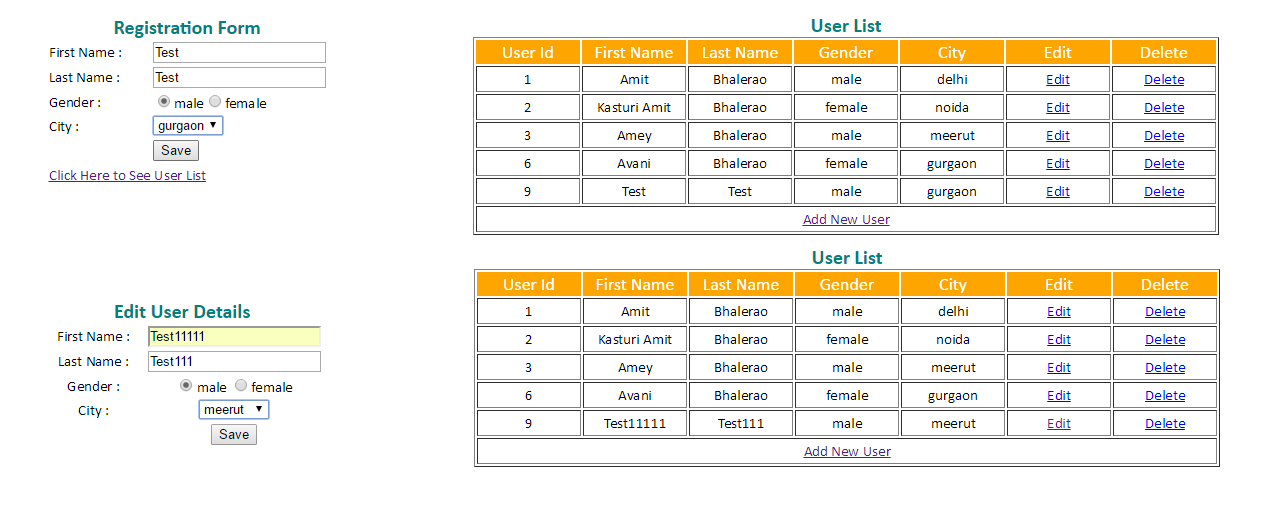 Registration Form
First Name : Test
Last Name : Test
Gender : male female
City : gurgaon
Save
Click Here to See User List
User List
User Id First Name Last Name Gender City Edit Delete
1 Amit Bhalerao male delhi Edit Delete
2 Kasturi Amit Bhalerao female noida Edit Delete
3 Amey Bhalerao male meerut Edit Delete
6 Avani Bhalerao female gurgaon Edit Delete
9 Test Test male gurgaon Edit Delete
Add New User
Edit User Details
First Name : Test11111
Last Name : Test111
Gender : male female
City : meerut
Save
User List
User Id First Name Last Name Gender City Edit Delete
1 Amit Bhalerao male delhi Edit Delete
2 Kasturi Amit Bhalerao female noida Edit Delete
3 Amey Bhalerao male meerut Edit Delete
6 Avani Bhalerao female gurgaon Edit Delete
9 Test11111 Test111 male meerut Edit Delete
Add New User